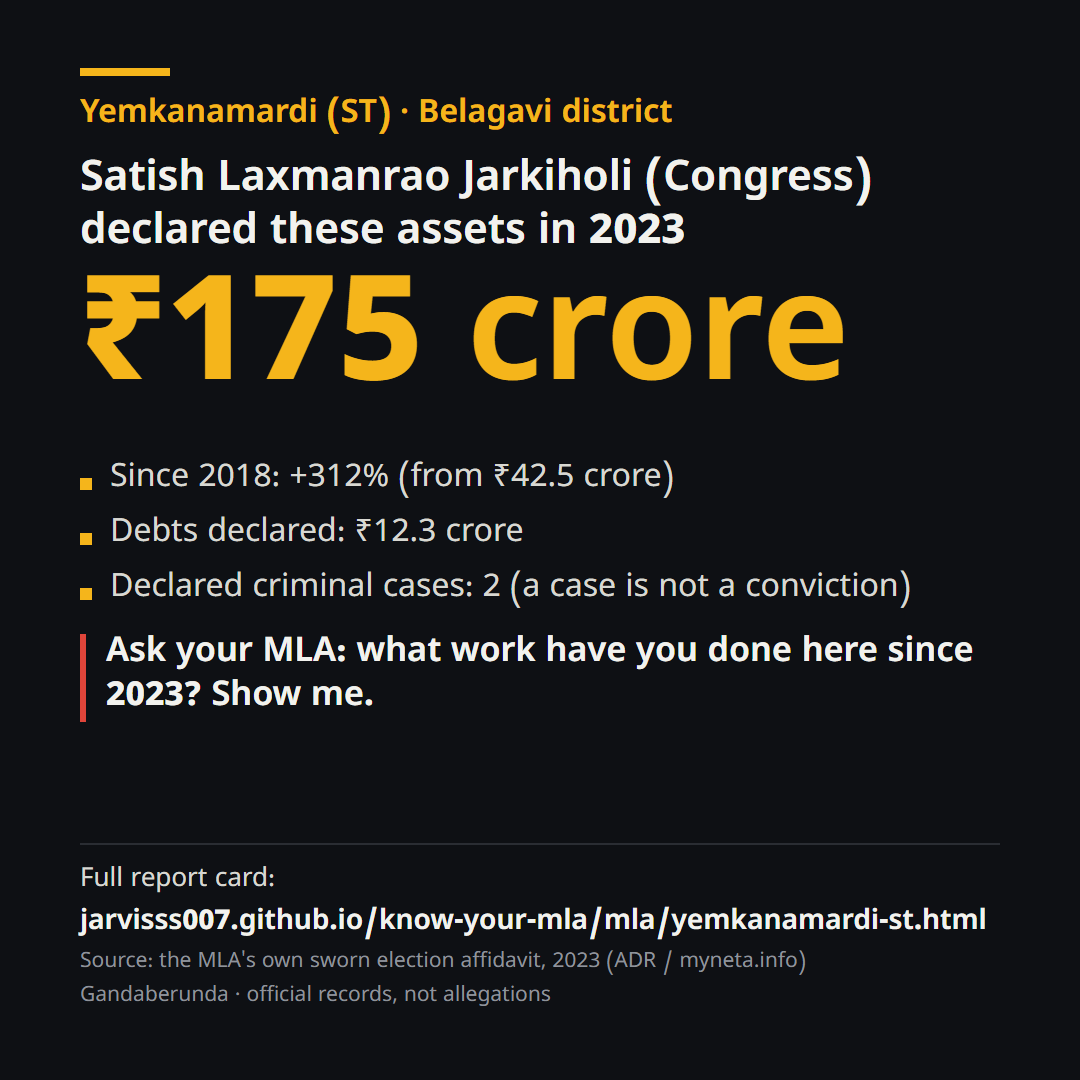 Yemkanamardi (ST) · Belagavi district
Satish Laxmanrao Jarkiholi (Congress)
declared these assets in 2023
₹175 crore
Since 2018: +312% (from ₹42.5 crore)
Debts declared: ₹12.3 crore
Declared criminal cases: 2 (a case is not a conviction)
Ask your MLA: what work have you done here since
2023? Show me.
Full report card:
jarvisss007.github.io/know-your-mla/mla/yemkanamardi-st.html
Source: the MLA's own sworn election affidavit, 2023 (ADR / myneta.info)
Gandaberunda · official records, not allegations